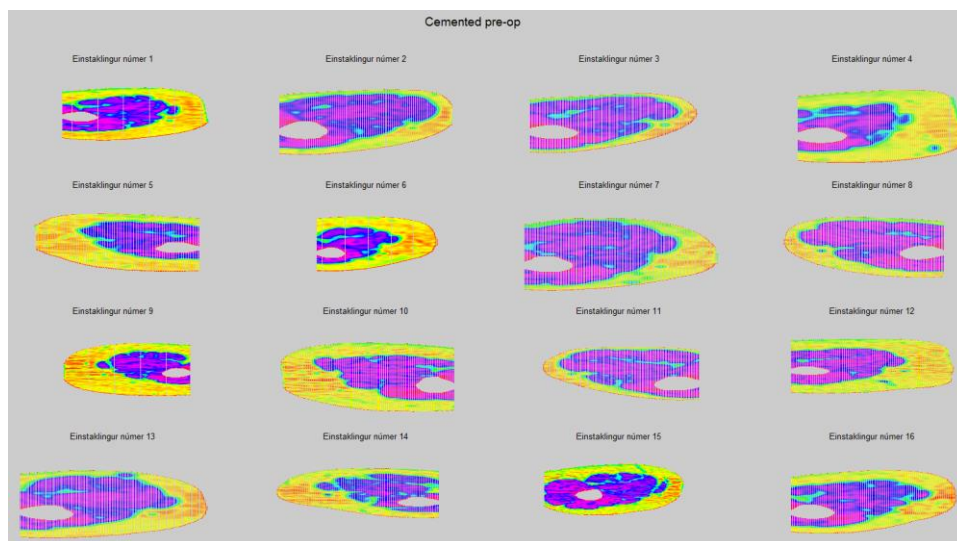 Cemented pre-op
Einstaklingur númer 1
Einstaklingur númer 2
Einstaklingur númer 3
Einstaklingur númer 4
Einstaklingur númer 5
Einstaklingur númer 6
Einstaklingur númer 7
Einstaklingur númer 8
Einstaklingur númer 9
Einstaklingur númer 10
Einstaklingur númer 11
Einstaklingur númer 12
Einstaklingur númer 13
Einstaklingur númer 14
Einstaklingur númer 15
Einstaklingur númer 16